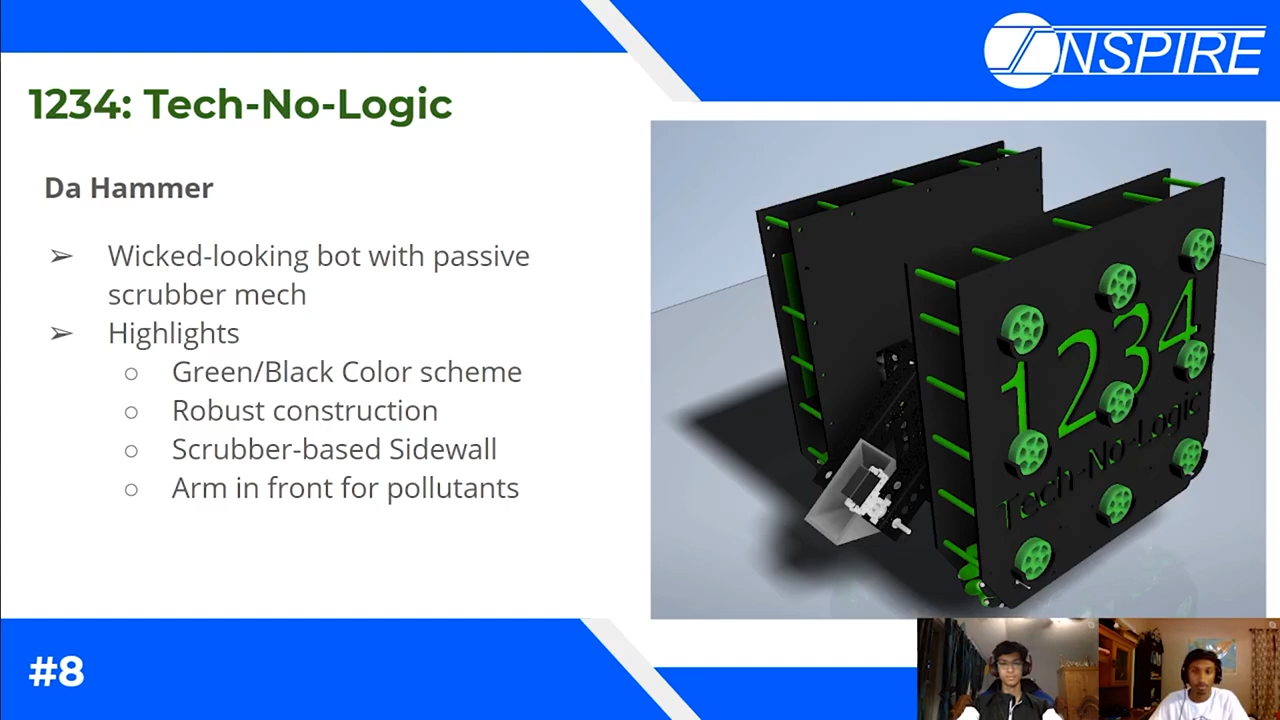 INSPIRE
1234: Tech-No-Logic
Da Hammer
➢ Wicked-looking bot with passive
scrubber mech
➢ Highlights
○ Green/Black Color scheme
○ Robust construction
○ Scrubber-based Sidewall
○ Arm in front for pollutants
1234
Tech-No-Logic
#8